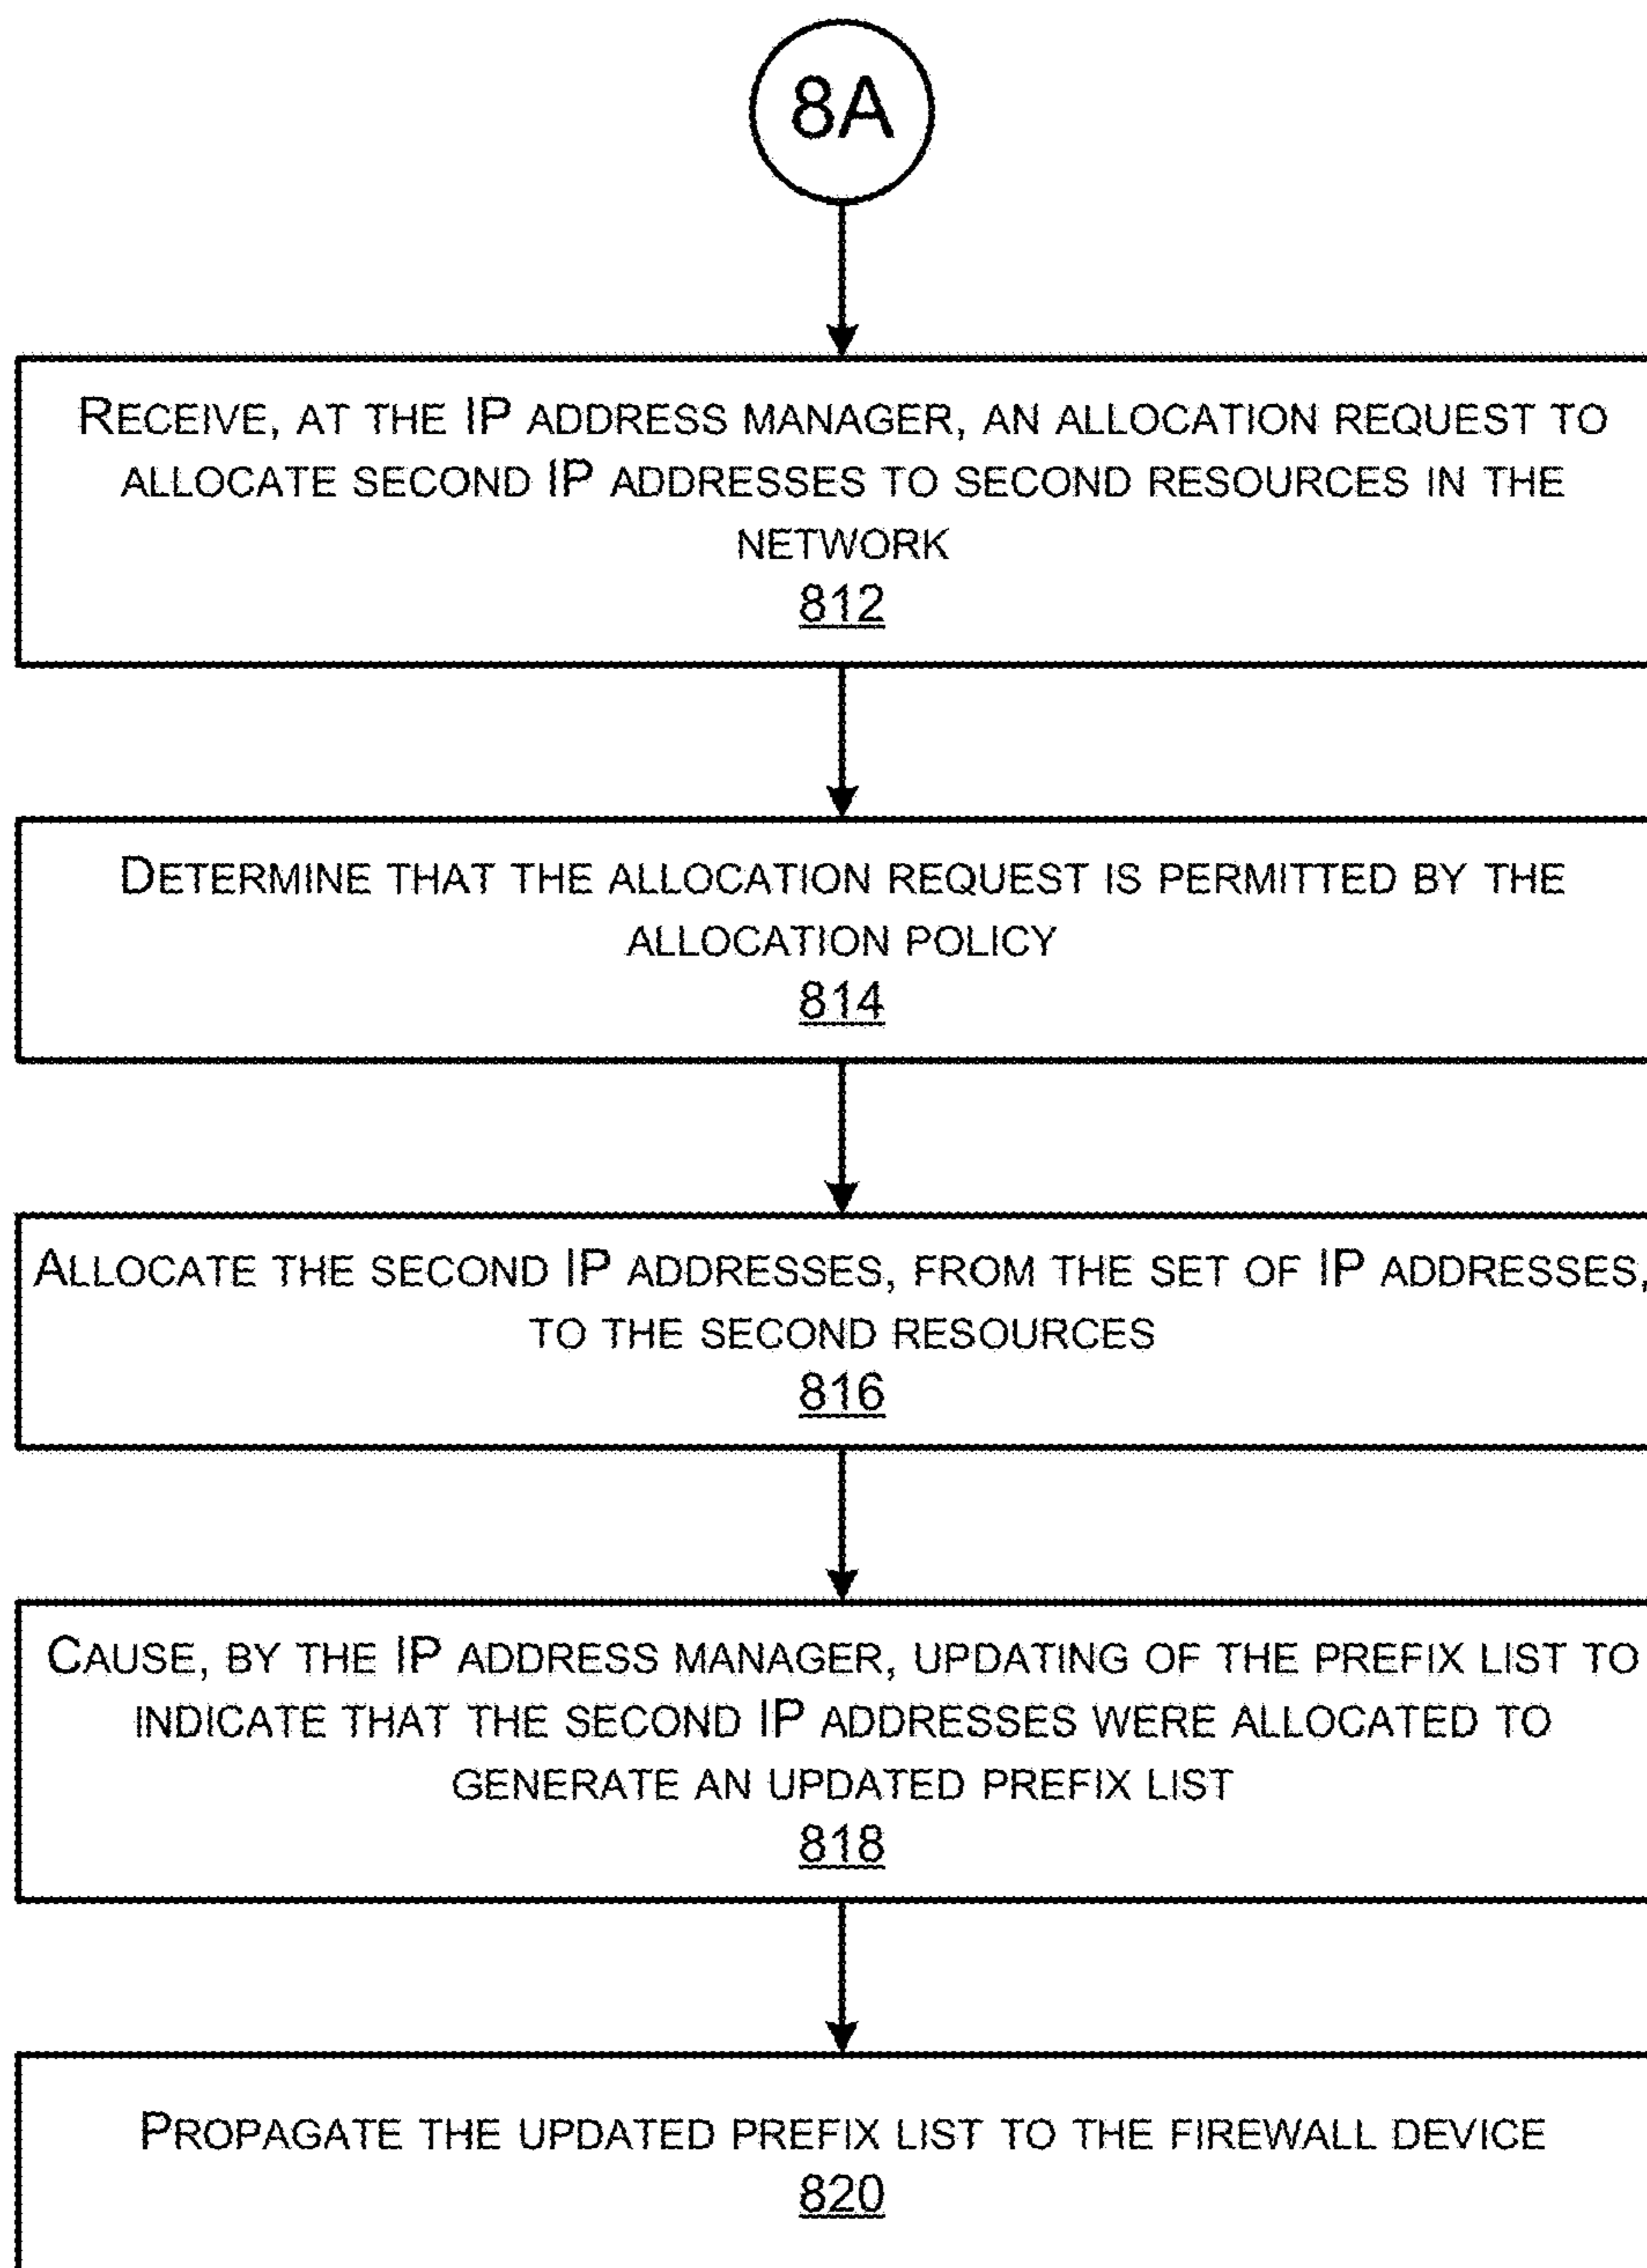 8A
RECEIVE, AT THE IP ADDRESS MANAGER, AN ALLOCATION REQUEST TO
ALLOCATE SECOND IP ADDRESSES TO SECOND RESOURCES IN THE
NETWORK
812
DETERMINE THAT THE ALLOCATION REQUEST IS PERMITTED BY THE
ALLOCATION POLICY
814
ALLOCATE THE SECOND IP ADDRESSES, FROM THE SET OF IP ADDRESSES,
TO THE SECOND RESOURCES
816
CAUSE, BY THE IP ADDRESS MANAGER, UPDATING OF THE PREFIX LIST TO
INDICATE THAT THE SECOND IP ADDRESSES WERE ALLOCATED TO
GENERATE AN UPDATED PREFIX LIST
818
PROPAGATE THE UPDATED PREFIX LIST TO THE FIREWALL DEVICE
820